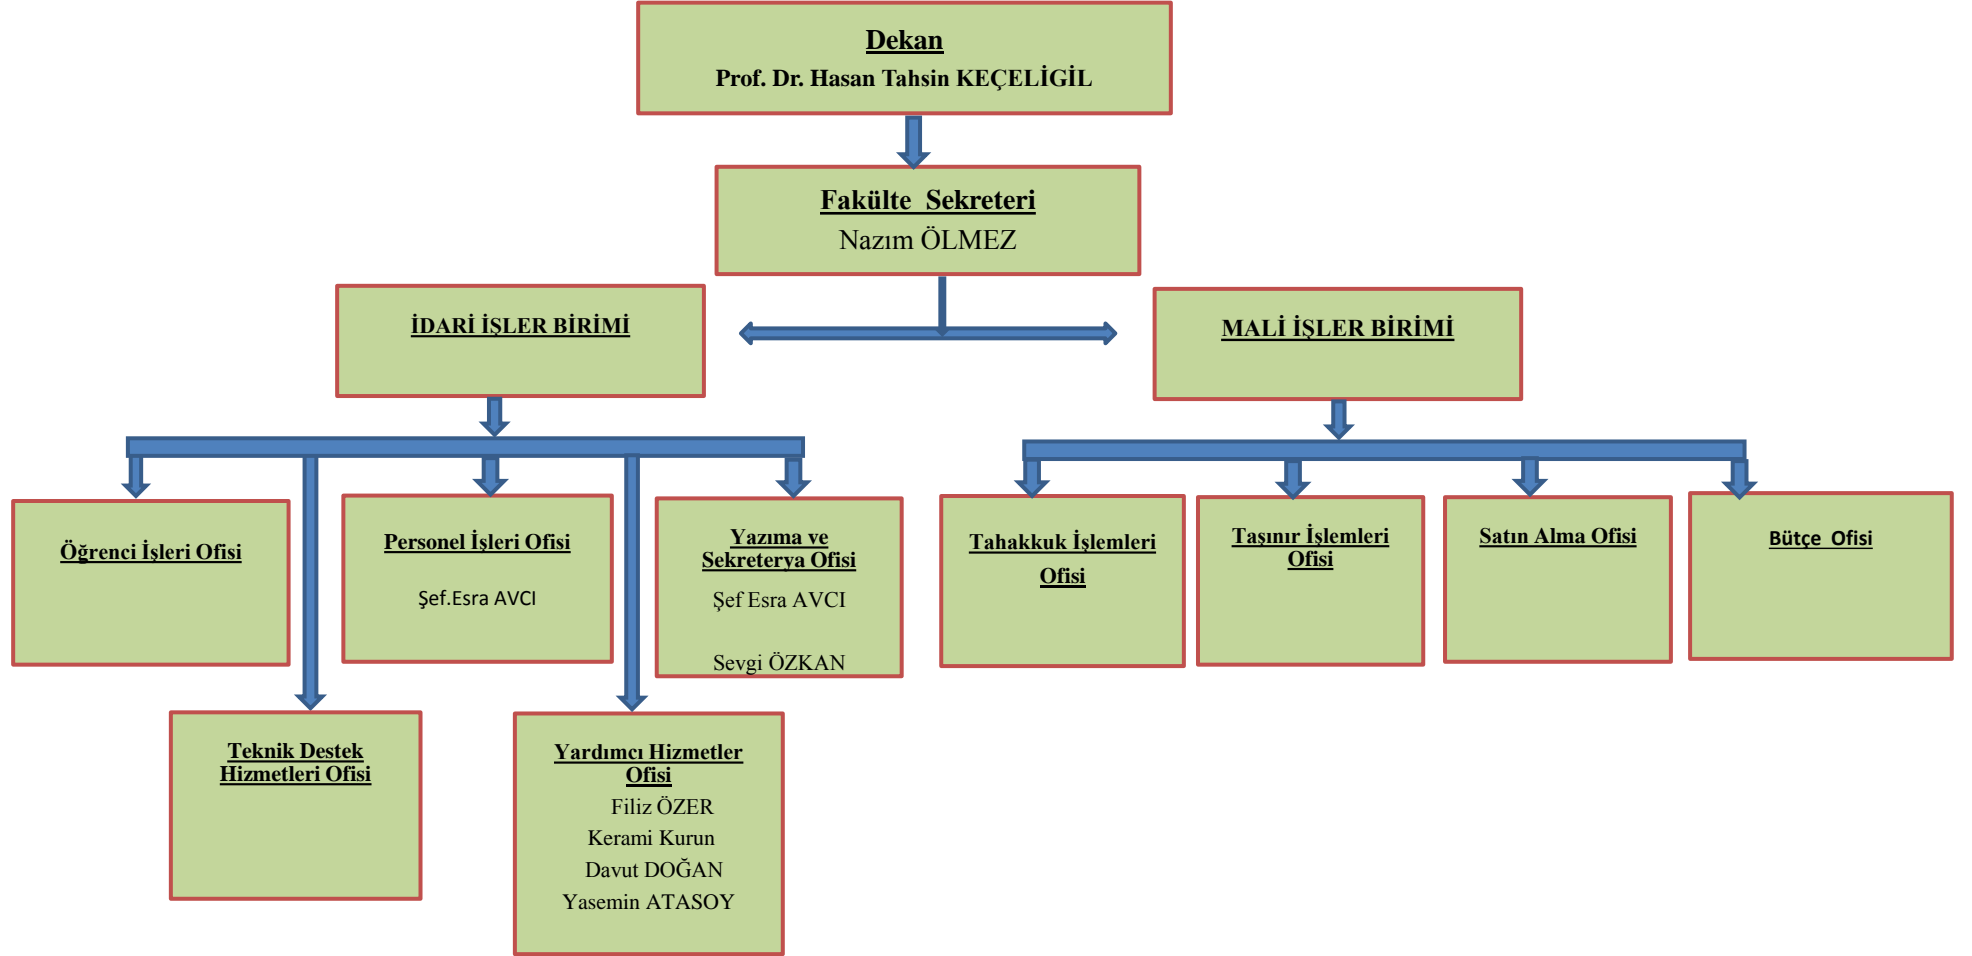 Dekan
Prof. Dr. Hasan Tahsin KEÇELİGİL
Fakülte  Sekreteri
Nazım ÖLMEZ
İDARİ İŞLER BİRİMİ
MALİ İŞLER BİRİMİ
Öğrenci İşleri Ofisi
Personel İşleri Ofisi
Şef.Esra AVCI
Yazıma ve
Sekreterya Ofisi
Şef Esra AVCI
Sevgi ÖZKAN
Tahakkuk İşlemleri
Ofisi
Taşınır İşlemleri
Ofisi
Satın Alma Ofisi
Bütçe  Ofisi
Teknik Destek
Hizmetleri Ofisi
Yardımcı Hizmetler
Ofisi
Filiz ÖZER
Kerami Kurun
Davut DOĞAN
Yasemin ATASOY